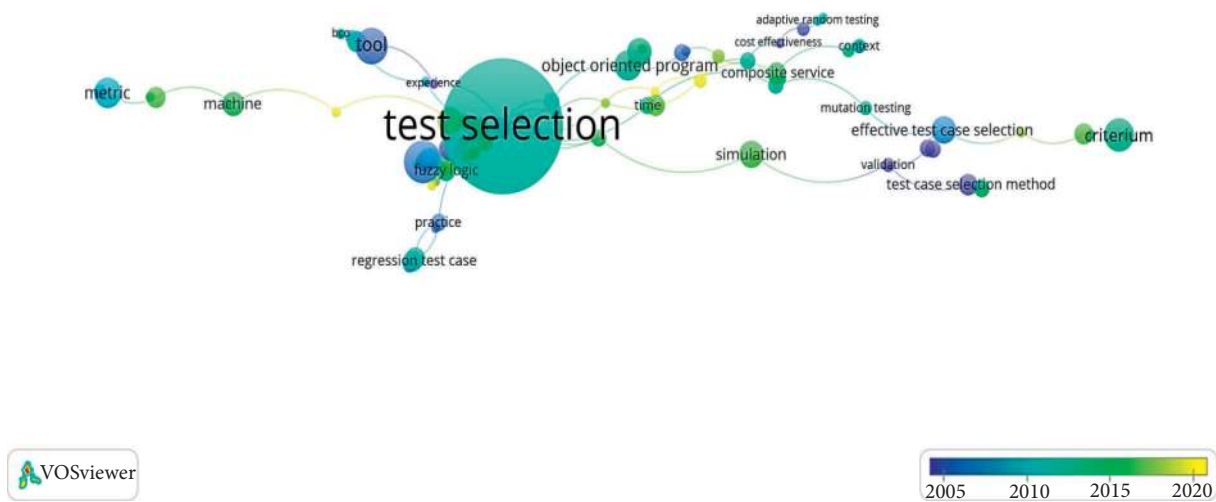 adaptive random testing
bco
tool
cost effectiveness
context
object oriented program
composite service
experience
metric
machine
time
mutation testing
test selection
effective test case selection
criterium
simulation
validation
fuzzy logic
test case selection method
practice
regression test case
VOSviewer
2005 2010 2015 2020